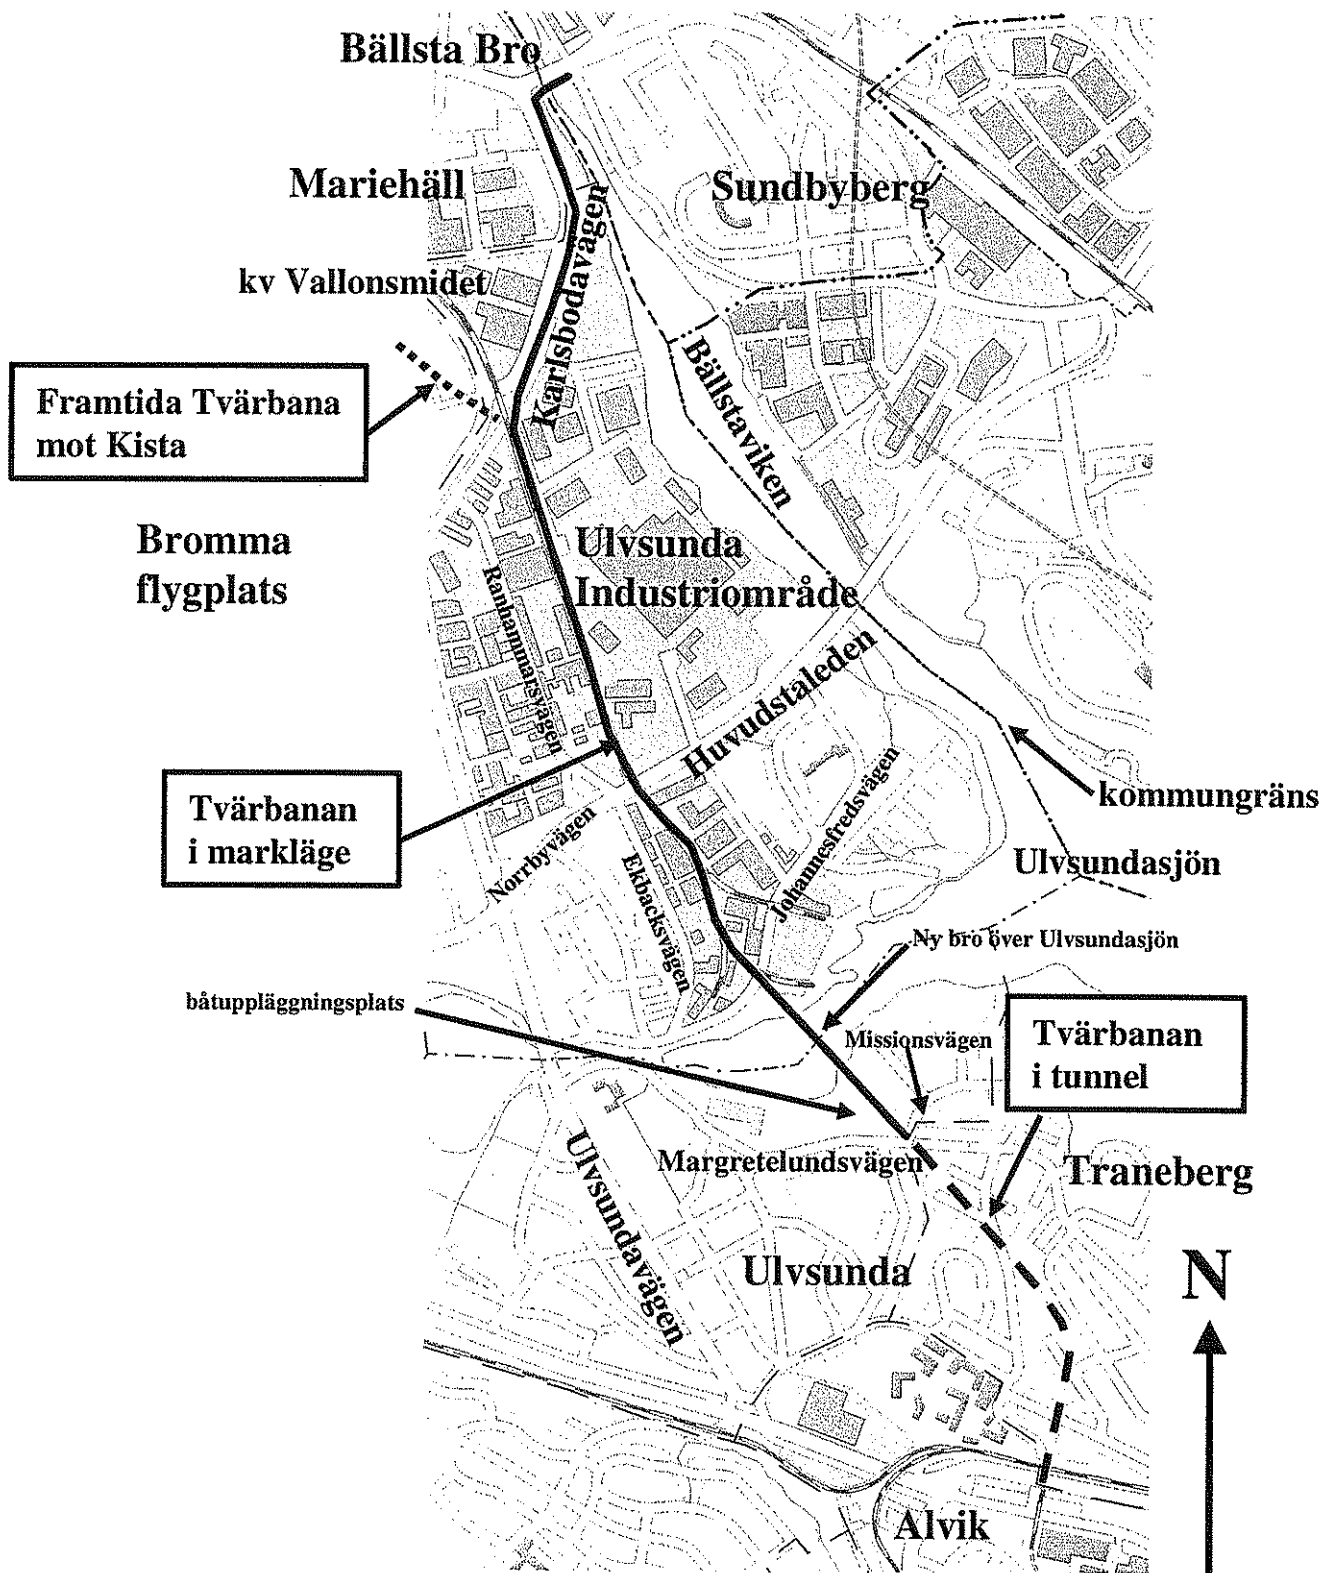 Bällsta Bro
Mariehäll
Sundbyberg
Karlsbodavägen
kv Vallonsmidet
Bällstaviken
Framtida Tvärbana
mot Kista
Bromma
flygplats
Ulvsunda
Industriområde
Ranhammarsvägen
Huvudstaleden
kommungräns
Tvärbanan
i markläge
Norrbyvägen
Ekbacksvägen
Johannesfredsvägen
Ulvsundasjön
Ny bro över Ulvsundasjön
båtuppläggningsplats
Missionsvägen
Tvärbanan
i tunnel
Margretelundsvägen
Traneberg
Ulvsundavägen
Ulvsunda
N
Alvik